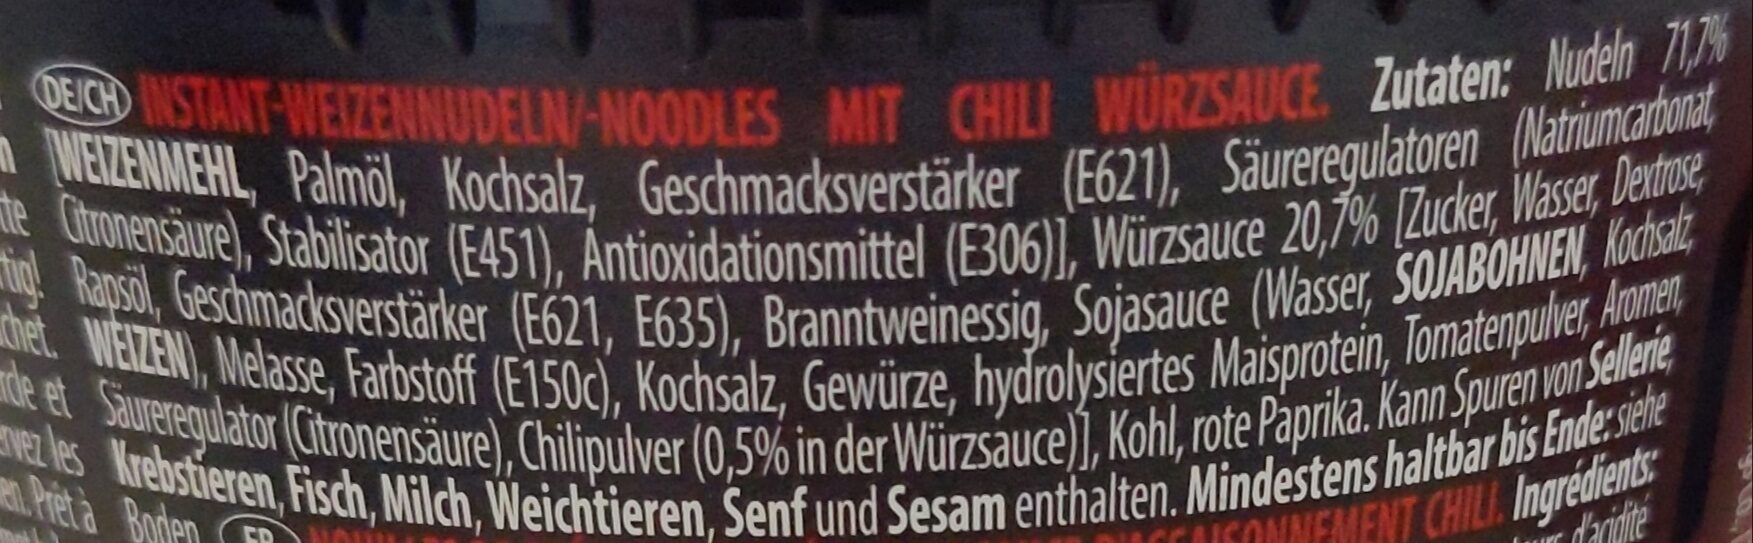 DE/CH INSTANT-WEIZENNUDELN/-NOODLES MIT CHILI WÜRZSAUCE. Zutaten: Nudeln 71,7%
[WEIZENMEHL, Palmöl, Kochsalz, Geschmacksverstärker (E621), Säureregulatoren (Natriumcarbonat,
Citronensäure), Stabilisator (E451), Antioxidationsmittel (E306)], Würzsauce 20,7% [Zucker, Wasser, Dextrose,
Rapsöl, Geschmacksverstärker (E621, E635), Branntweinessig, Sojasauce (Wasser, SOJABOHNEN, Kochsalz,
WEIZEN), Melasse, Farbstoff (E150c), Kochsalz, Gewürze, hydrolysiertes Maisprotein, Tomatenpulver, Aromen,
Säureregulator (Citronensäure), Chilipulver (0,5% in der Würzsauce)], Kohl, rote Paprika. Kann Spuren von Sellerie,
Krebstieren, Fisch, Milch, Weichtieren, Senf und Sesam enthalten. Mindestens haltbar bis Ende: siehe
Boden FR CHILI. Ingrédients:
d'acidité